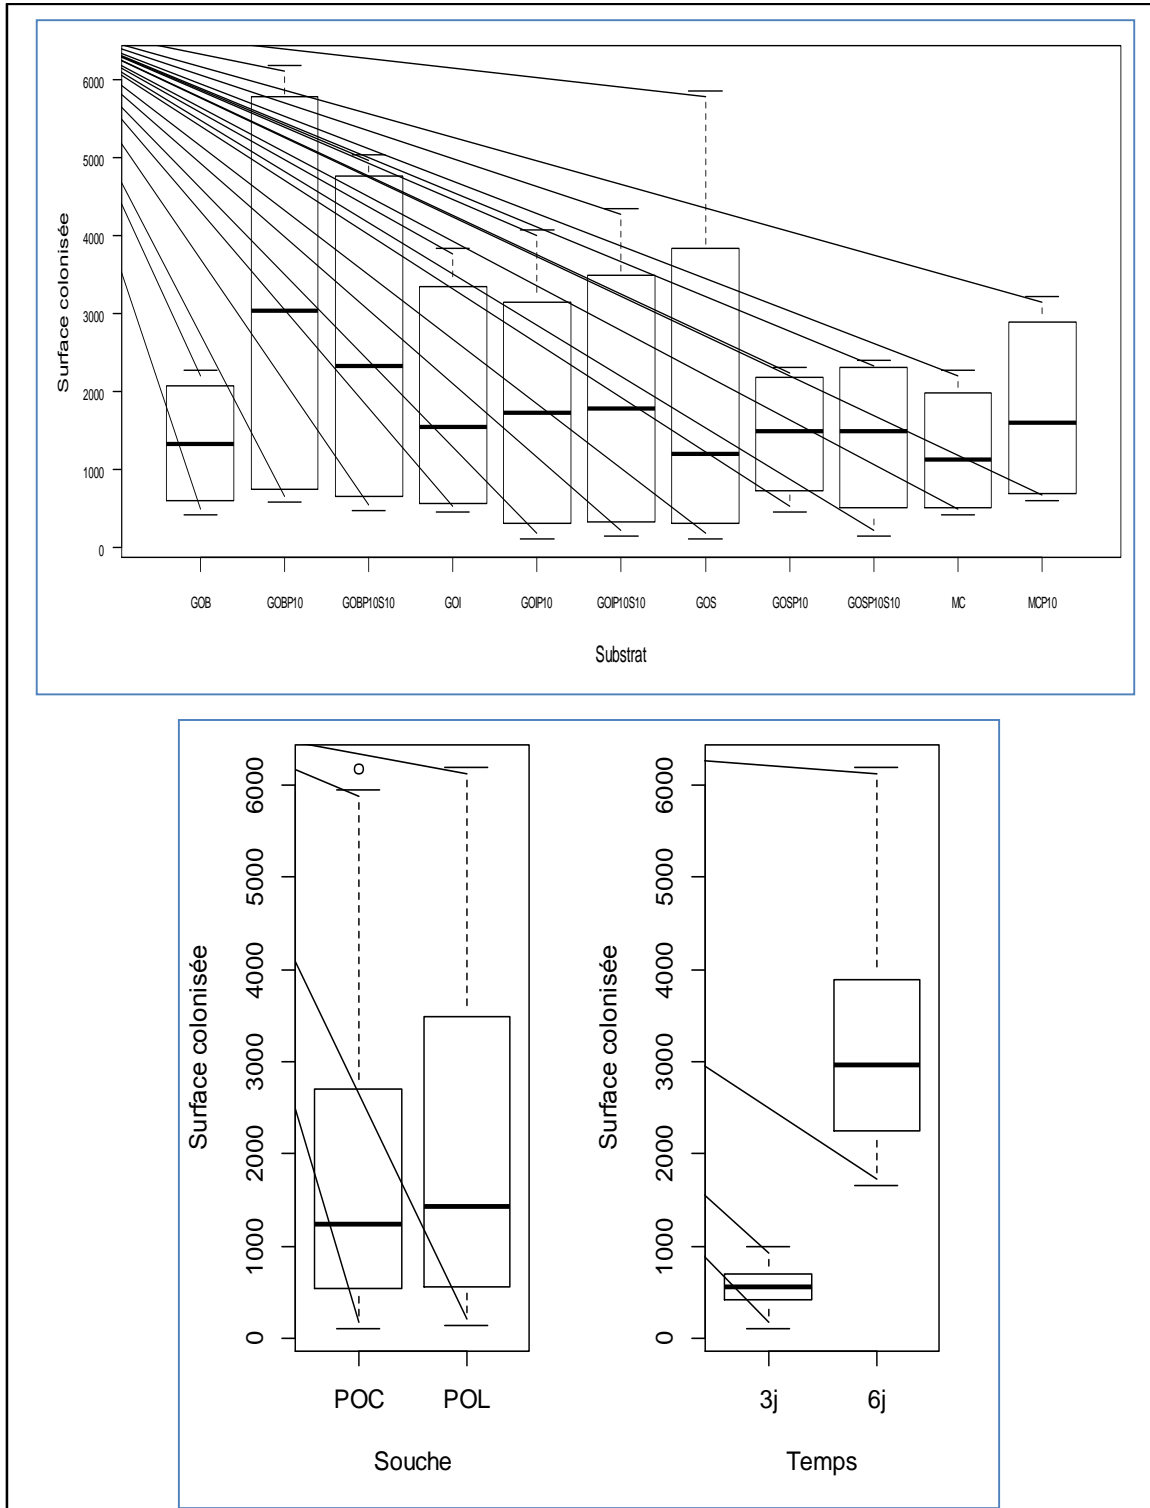 Surface colonisée
6000
5000
4000
3000
2000
1000
0
GOB GOBP10 GOBP10S10 GOI GOIP10 GOIP10S10 GOS GOSP10 GOSP10S10 MC MCP10
Substrat
Surface colonisée
6000
5000
4000
3000
2000
1000
0
POC POL
Souche
Surface colonisée
6000
5000
4000
3000
2000
1000
0
3j 6j
Temps